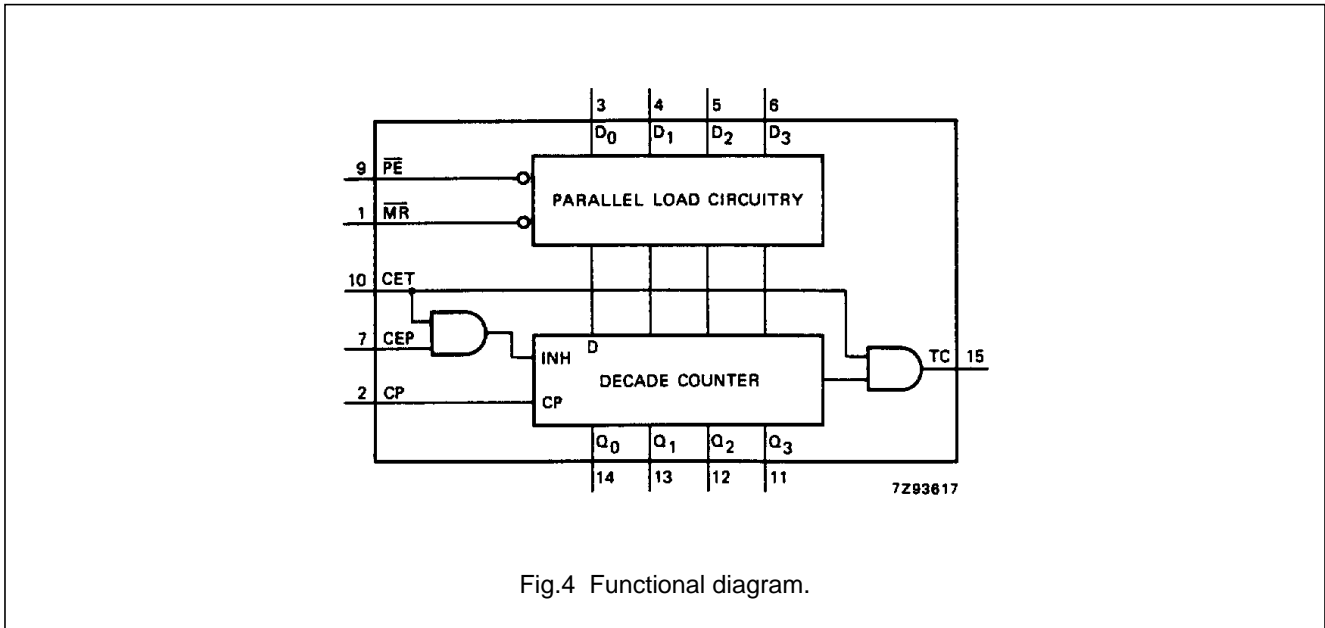 3 4 5 6
D0 D1 D2 D3
9 P̅E̅
PARALLEL LOAD CIRCUITRY
1 M̅R̅
10 CET
7 CEP
INH D
DECADE COUNTER
TC 15
2 CP
CP
Q0 Q1 Q2 Q3
14 13 12 11
7Z93617
Fig.4 Functional diagram.